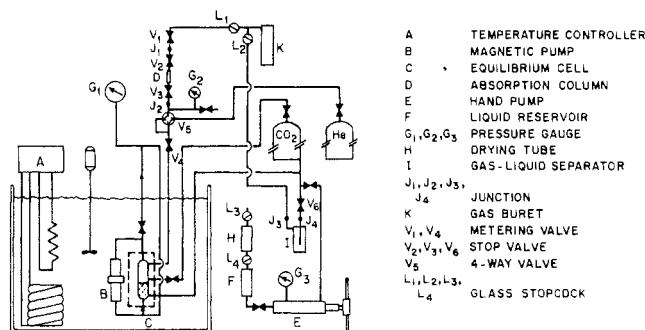 L₁
V₁
J₁
L₂
V₂
K
D
G₂
G₁
V₃
J₂
V₅
CO₂
He
V₄
A
V₆
L₃
J₃
J₄
H
I
L₄
G₃
B
F
C
E
A TEMPERATURE CONTROLLER
B MAGNETIC PUMP
C EQUILIBRIUM CELL
D ABSORPTION COLUMN
E HAND PUMP
F LIQUID RESERVOIR
G₁,G₂,G₃ PRESSURE GAUGE
H DRYING TUBE
I GAS-LIQUID SEPARATOR
J₁,J₂,J₃,
J₄ JUNCTION
K GAS BURET
V₁,V₄ METERING VALVE
V₂,V₃,V₆ STOP VALVE
V₅ 4-WAY VALVE
L₁,L₂,L₃,
L₄ GLASS STOPCOCK